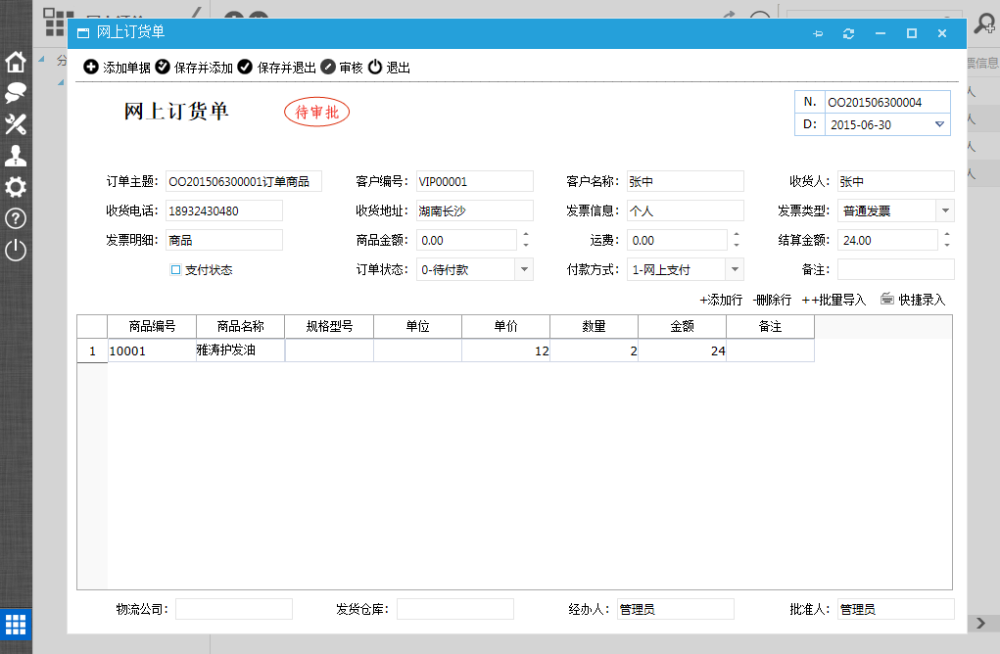 网上订货单
添加单据 保存并添加 保存并退出 审核 退出
分
票信息
网上订货单
待审批
N. OO201506300004
D: 2015-06-30
订单主题: OO201506300001订单商品 客户编号: VIP00001 客户名称: 张中 收货人: 张中
收货电话: 18932430480 收货地址: 湖南长沙 发票信息: 个人 发票类型: 普通发票
发票明细: 商品 商品金额: 0.00 运费: 0.00 结算金额: 24.00
支付状态 订单状态: 0-待付款 付款方式: 1-网上支付 备注:
+添加行 -删除行 ++批量导入 快捷录入
商品编号 商品名称 规格型号 单位 单价 数量 金额 备注
1 10001 雅涛护发油 12 2 24
物流公司: 发货仓库: 经办人: 管理员 批准人: 管理员